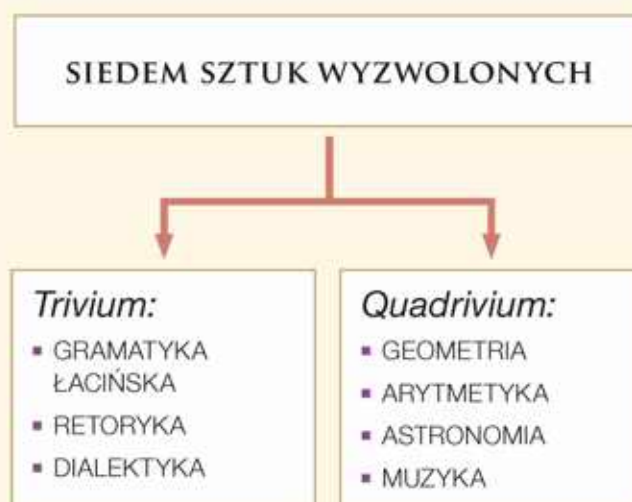 SIEDEM SZTUK WYZWOLONYCH
Trivium:
▪ GRAMATYKA
ŁACIŃSKA
▪ RETORYKA
▪ DIALEKTYKA
Quadrivium:
▪ GEOMETRIA
▪ ARYTMETYKA
▪ ASTRONOMIA
▪ MUZYKA